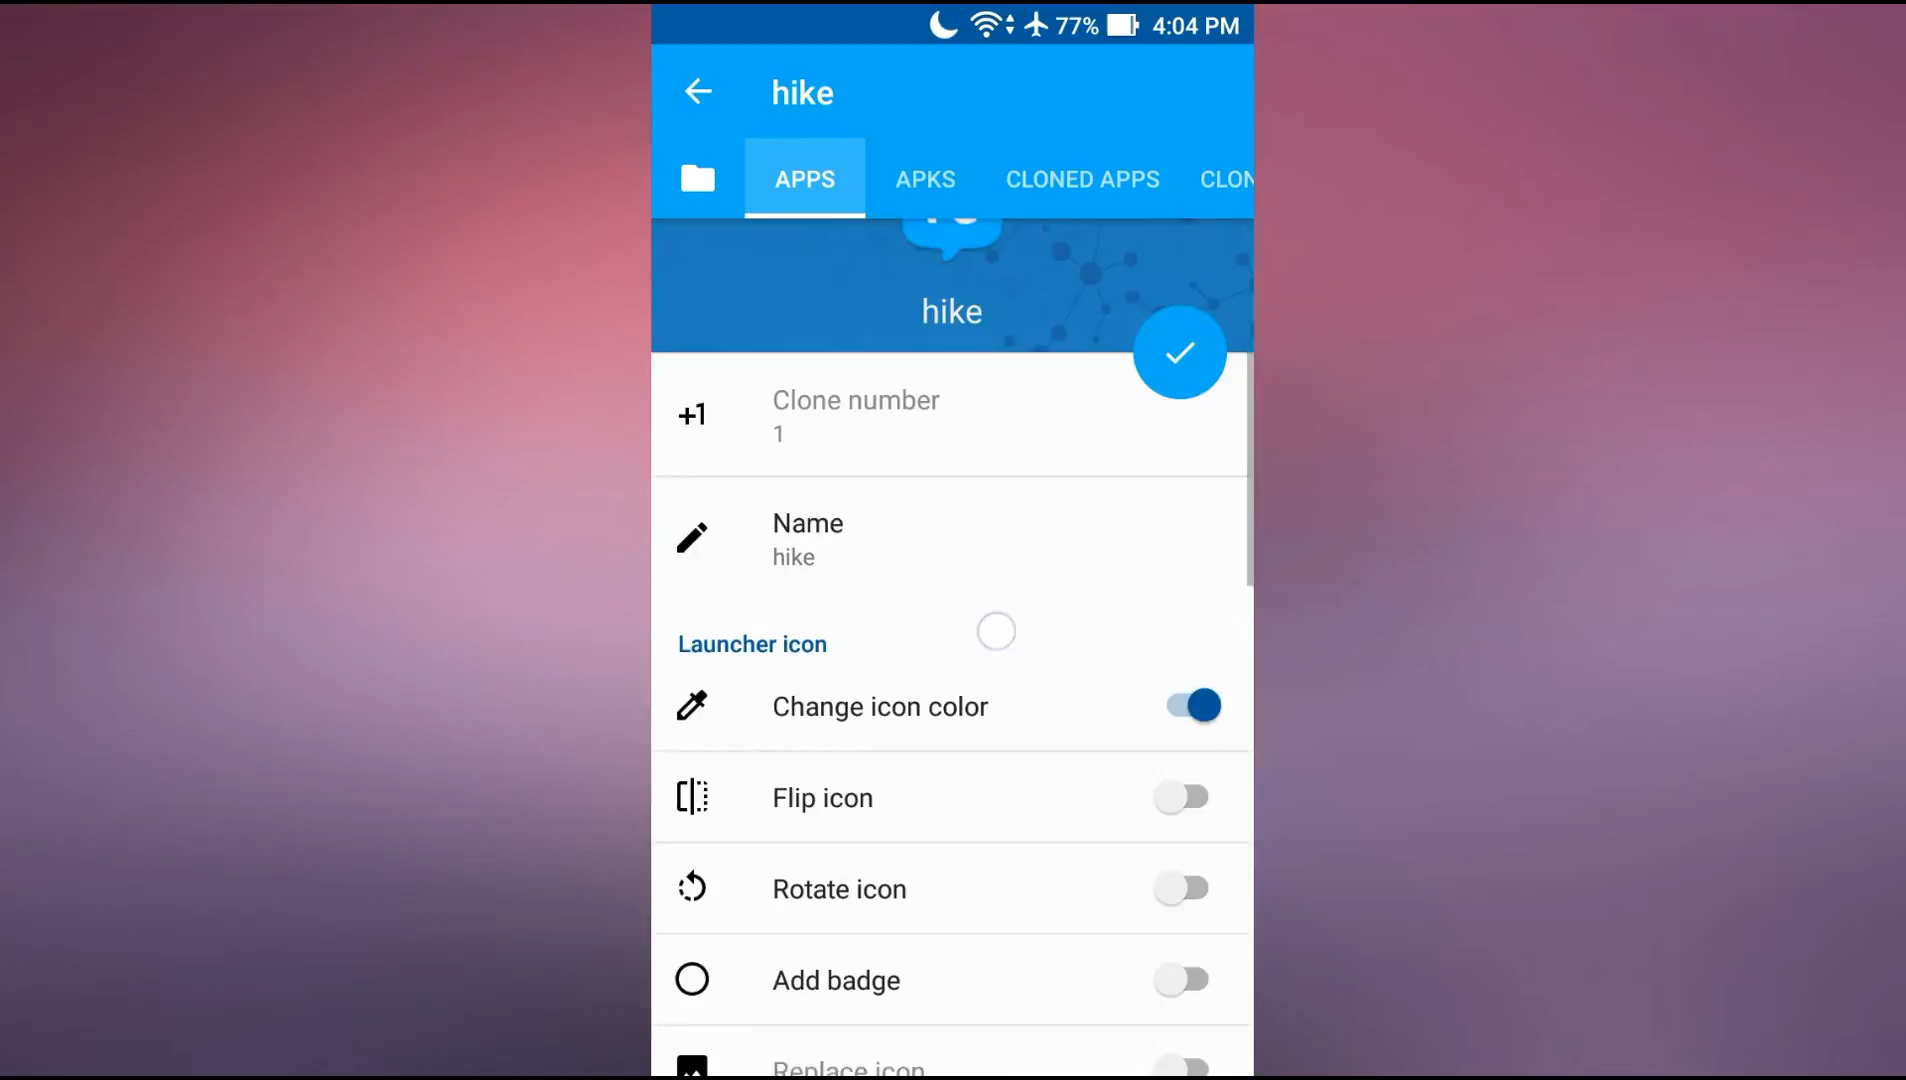 77% 4:04 PM
hike
APPS APKS CLONED APPS CLON
hike
Clone number
+1
1
Name
hike
Launcher icon
Change icon color
Flip icon
Rotate icon
Add badge
Replace icon